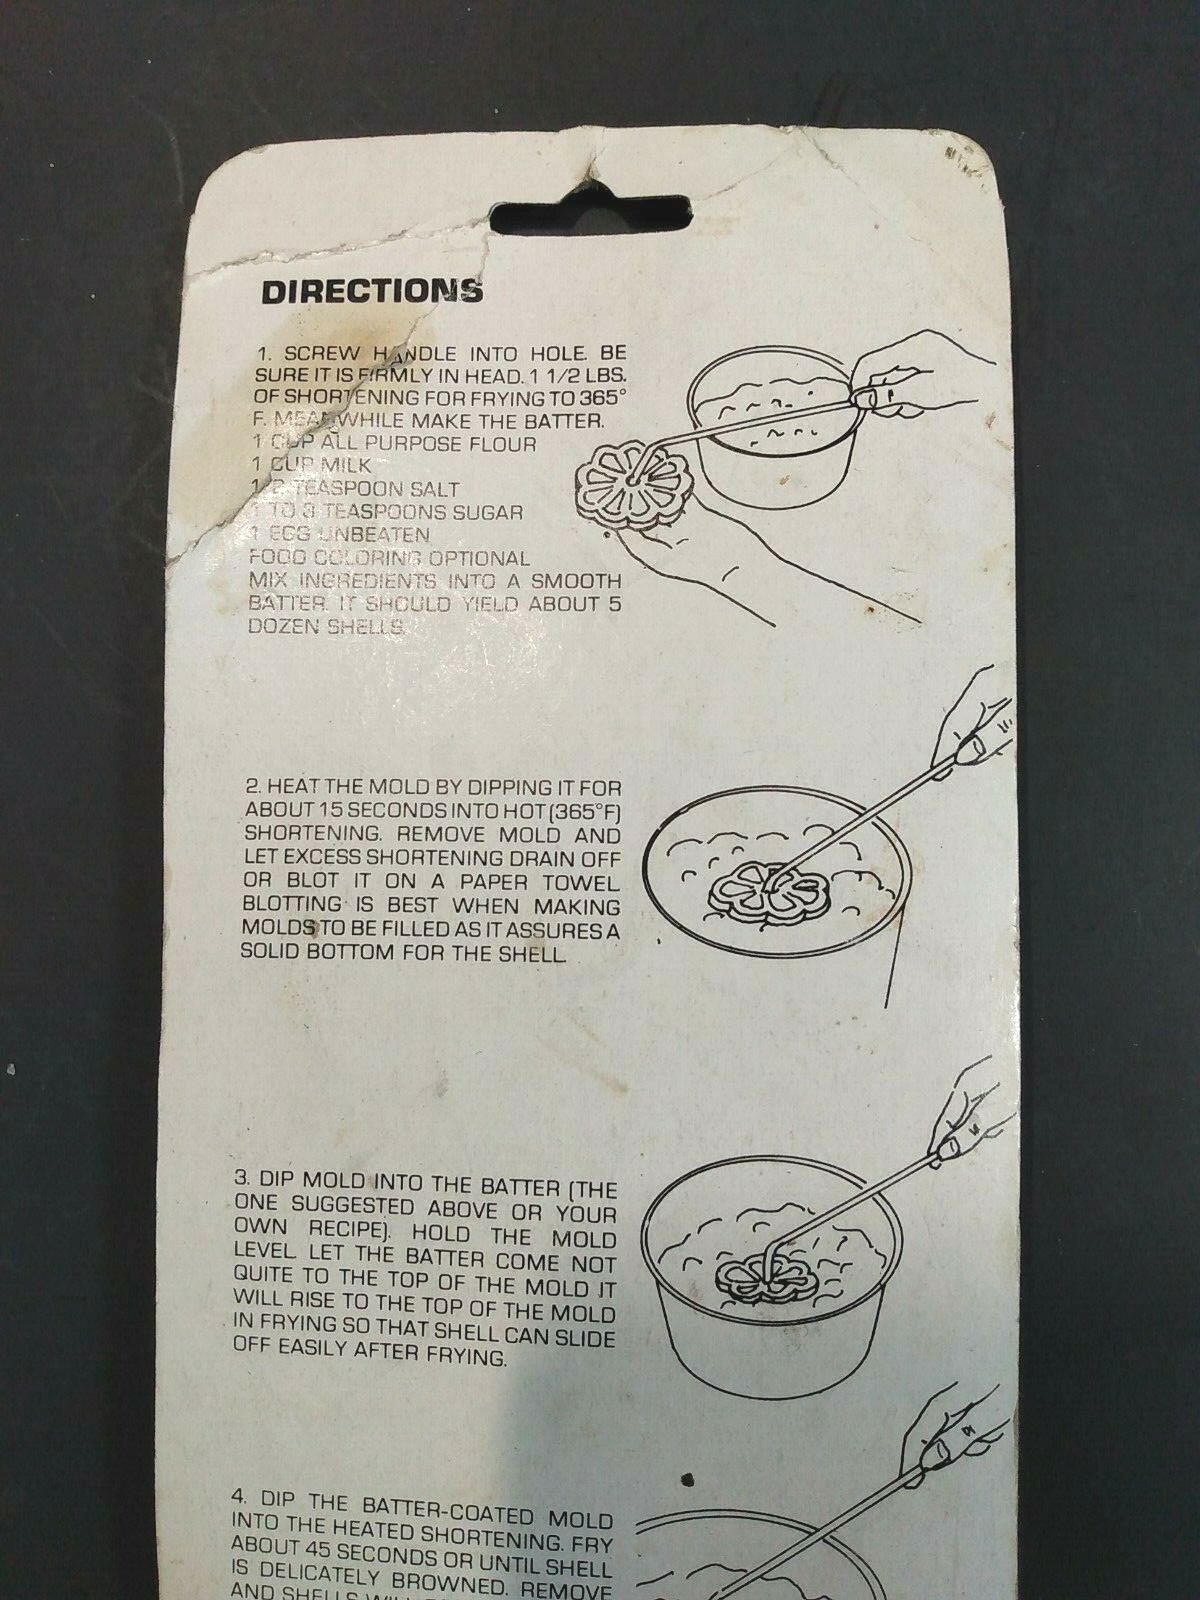 DIRECTIONS
1. SCREW HANDLE INTO HOLE. BE
SURE IT IS FIRMLY IN HEAD. 1 1/2 LBS.
OF SHORTENING FOR FRYING TO 365°
F. MEANWHILE MAKE THE BATTER.
1 CUP ALL PURPOSE FLOUR
1 CUP MILK
1/2 TEASPOON SALT
1 TO 3 TEASPOONS SUGAR
1 EGG UNBEATEN
FOOD COLORING OPTIONAL
MIX INGREDIENTS INTO A SMOOTH
BATTER. IT SHOULD YIELD ABOUT 5
DOZEN SHELLS.
2. HEAT THE MOLD BY DIPPING IT FOR
ABOUT 15 SECONDS INTO HOT (365°F)
SHORTENING. REMOVE MOLD AND
LET EXCESS SHORTENING DRAIN OFF
OR BLOT IT ON A PAPER TOWEL
BLOTTING IS BEST WHEN MAKING
MOLDS TO BE FILLED AS IT ASSURES A
SOLID BOTTOM FOR THE SHELL
3. DIP MOLD INTO THE BATTER (THE
ONE SUGGESTED ABOVE OR YOUR
OWN RECIPE). HOLD THE MOLD
LEVEL. LET THE BATTER COME NOT
QUITE TO THE TOP OF THE MOLD IT
WILL RISE TO THE TOP OF THE MOLD
IN FRYING SO THAT SHELL CAN SLIDE
OFF EASILY AFTER FRYING.
4. DIP THE BATTER-COATED MOLD
INTO THE HEATED SHORTENING. FRY
ABOUT 45 SECONDS OR UNTIL SHELL
IS DELICATELY BROWNED. REMOVE
AND SHELLS WILL